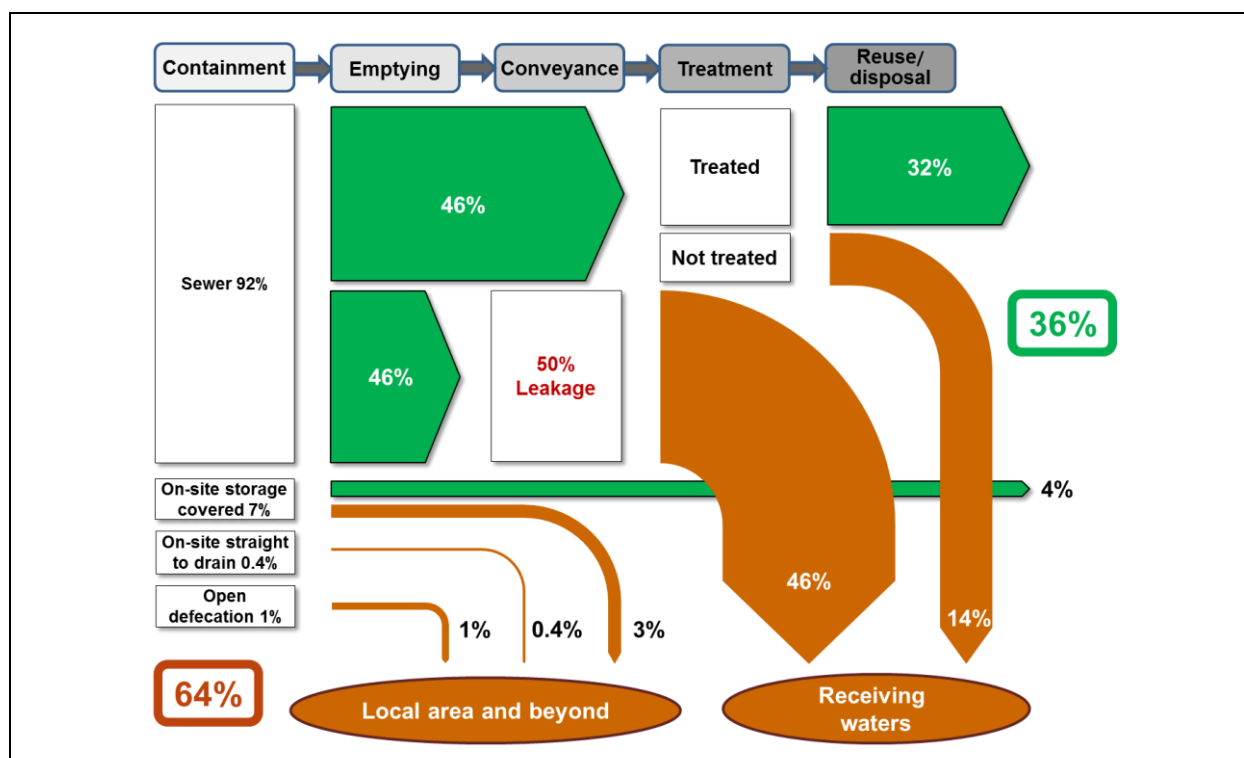 Containment
Emptying
Conveyance
Treatment
Reuse/
disposal
Sewer 92%
46%
Treated
32%
Not treated
46%
50%
Leakage
36%
On-site storage
covered 7%
4%
On-site straight
to drain 0.4%
Open
defecation 1%
1%
0.4%
3%
46%
14%
64%
Local area and beyond
Receiving
waters